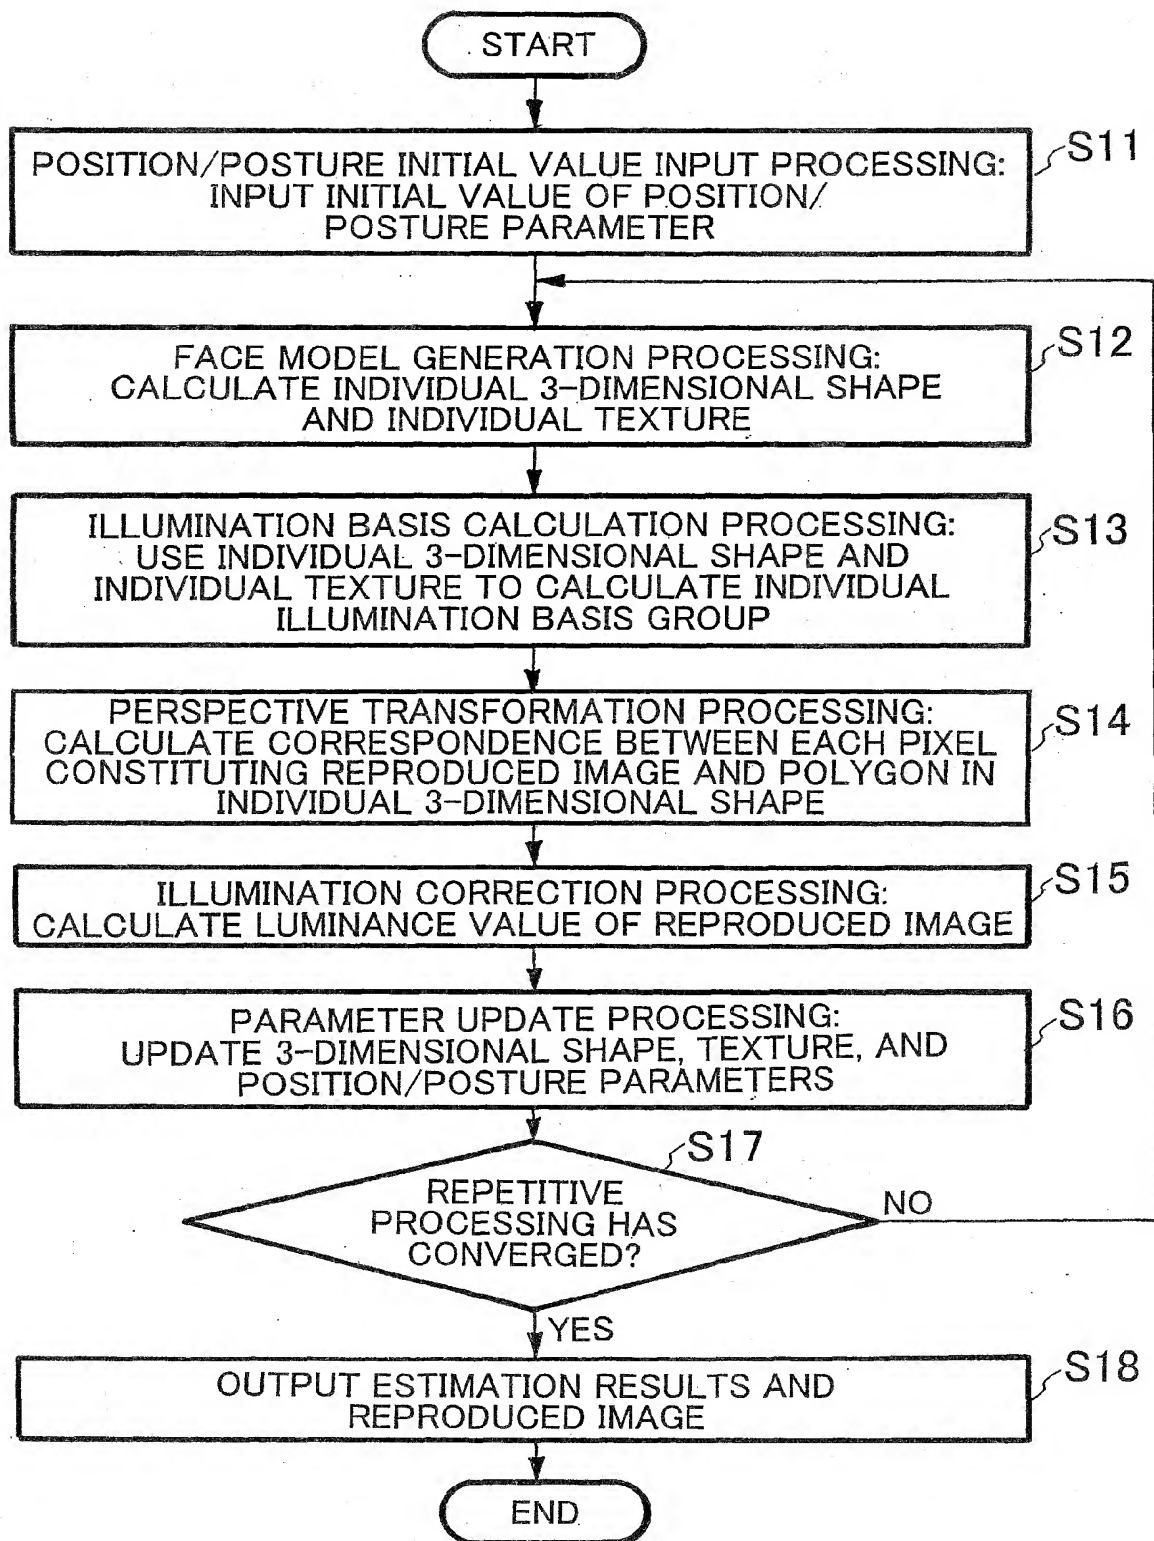 START
S11
POSITION/POSTURE INITIAL VALUE INPUT PROCESSING:
INPUT INITIAL VALUE OF POSITION/
POSTURE PARAMETER
S12
FACE MODEL GENERATION PROCESSING:
CALCULATE INDIVIDUAL 3-DIMENSIONAL SHAPE
AND INDIVIDUAL TEXTURE
S13
ILLUMINATION BASIS CALCULATION PROCESSING:
USE INDIVIDUAL 3-DIMENSIONAL SHAPE AND
INDIVIDUAL TEXTURE TO CALCULATE INDIVIDUAL
ILLUMINATION BASIS GROUP
S14
PERSPECTIVE TRANSFORMATION PROCESSING:
CALCULATE CORRESPONDENCE BETWEEN EACH PIXEL
CONSTITUTING REPRODUCED IMAGE AND POLYGON IN
INDIVIDUAL 3-DIMENSIONAL SHAPE
S15
ILLUMINATION CORRECTION PROCESSING:
CALCULATE LUMINANCE VALUE OF REPRODUCED IMAGE
S16
PARAMETER UPDATE PROCESSING:
UPDATE 3-DIMENSIONAL SHAPE, TEXTURE, AND
POSITION/POSTURE PARAMETERS
S17
REPETITIVE
PROCESSING HAS
CONVERGED?
NO
YES
S18
OUTPUT ESTIMATION RESULTS AND
REPRODUCED IMAGE
END